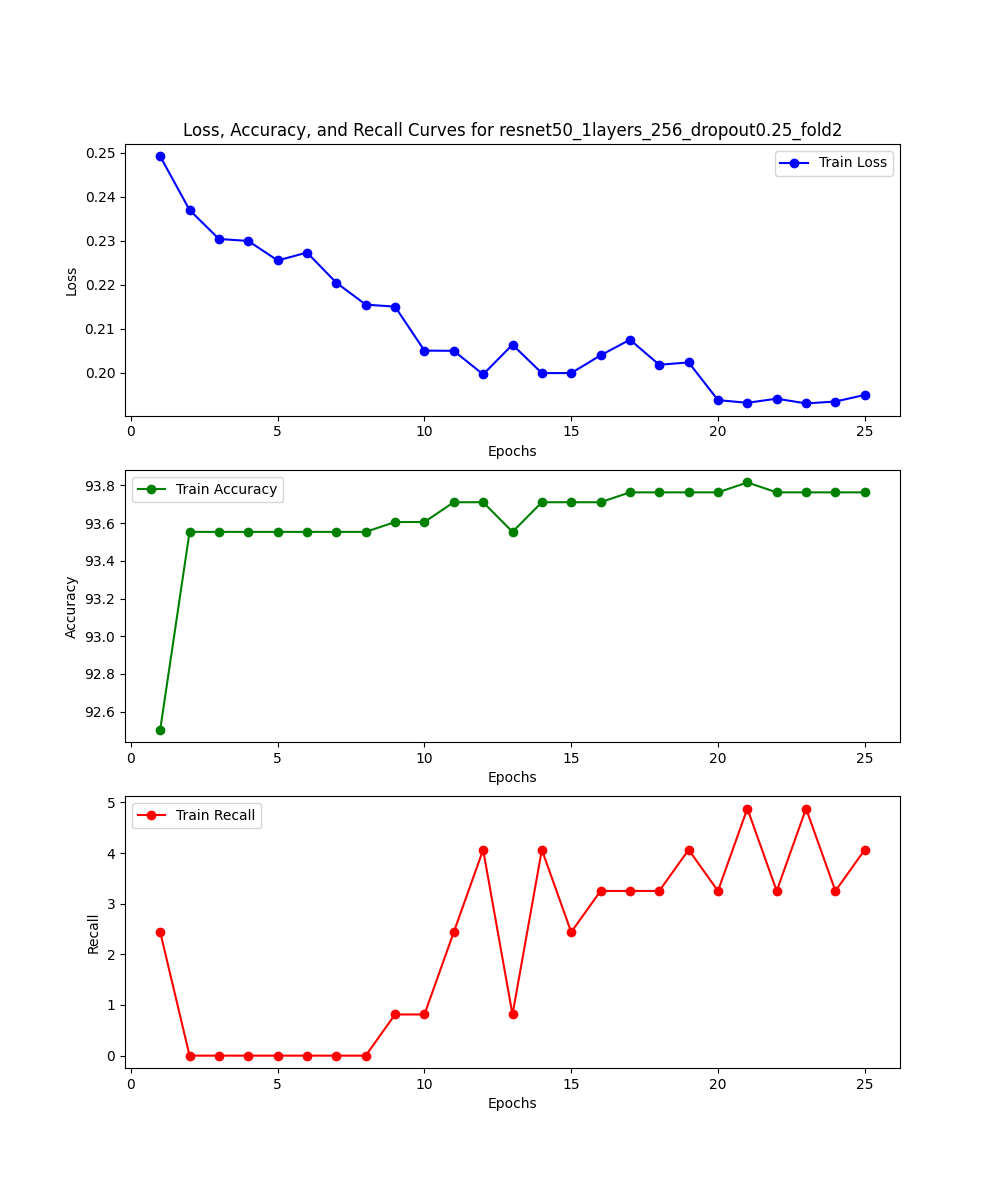 Loss, Accuracy, and Recall Curves for resnet50_1layers_256_dropout0.25_fold2
0.25
0.24
0.23
0.22
0.21
0.20
Loss
Train Loss
0 5 10 15 20 25
Epochs
93.8
93.6
93.4
93.2
93.0
92.8
92.6
Accuracy
Train Accuracy
0 5 10 15 20 25
Epochs
5
4
3
2
1
0
Recall
Train Recall
0 5 10 15 20 25
Epochs